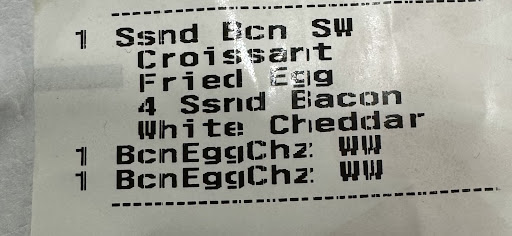 1 Ssnd Bcn SW
Croissant
Fried Egg
4 Ssnd Bacon
White Cheddar
1 BcnEggChz WW
1 BcnEggChz WW